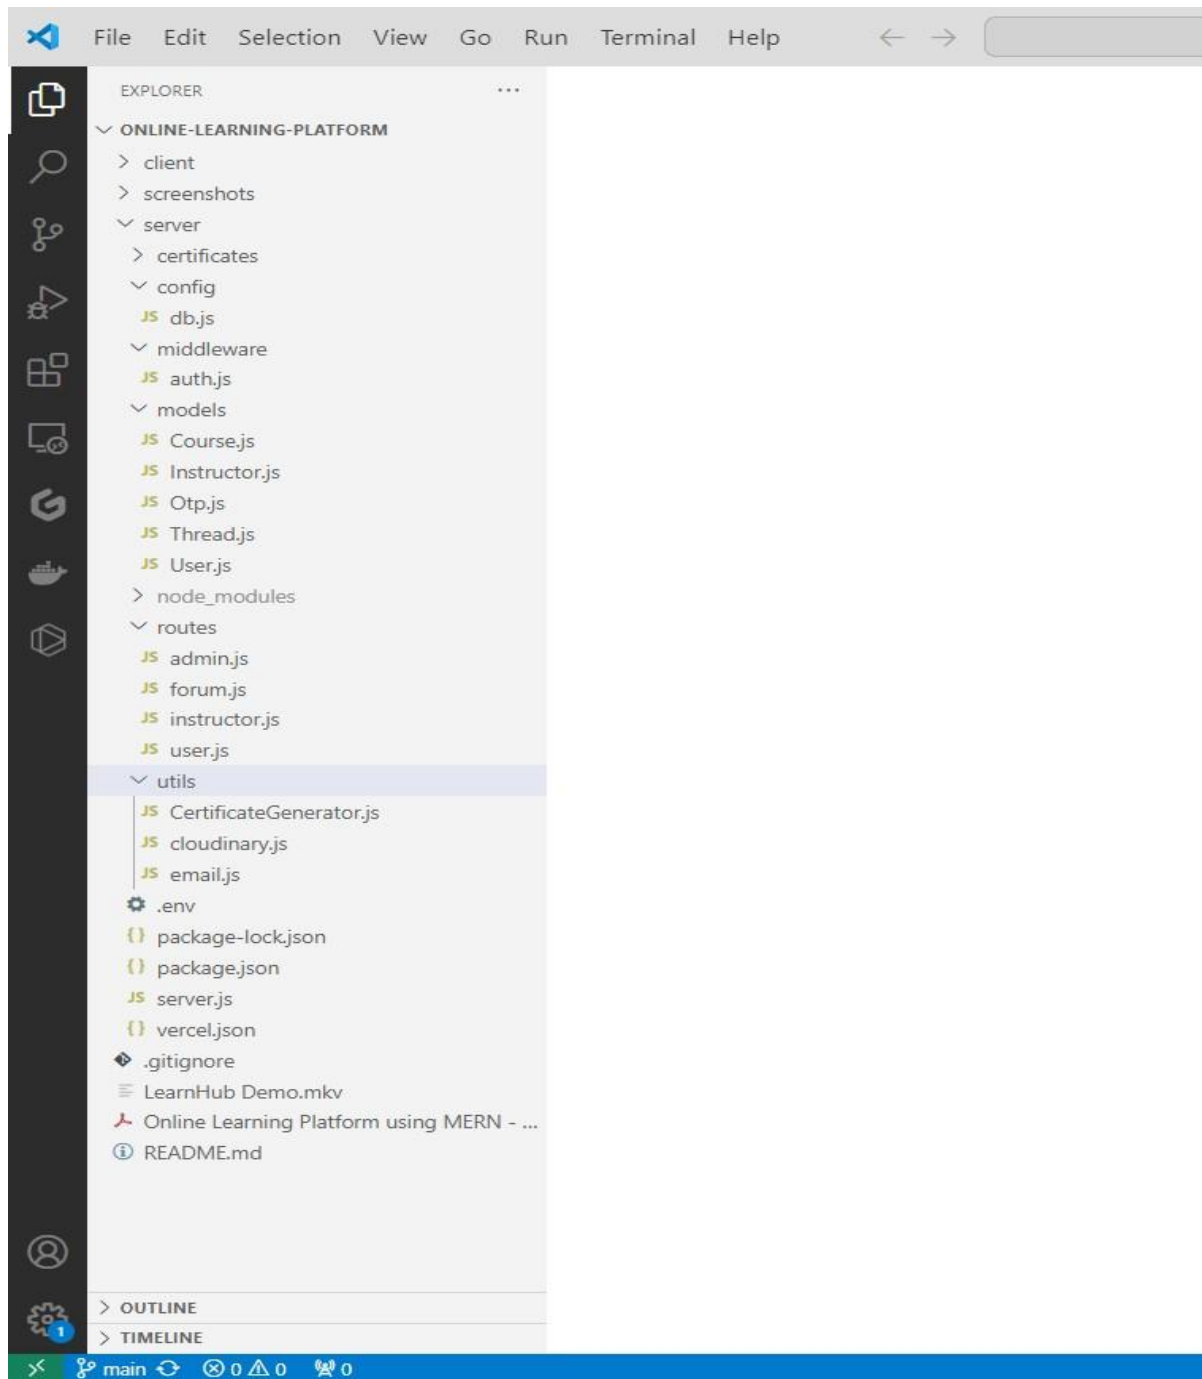 File Edit Selection View Go Run Terminal Help
EXPLORER ...
ONLINE-LEARNING-PLATFORM
client
screenshots
server
certificates
config
JS db.js
middleware
JS auth.js
models
JS Course.js
JS Instructor.js
JS Otp.js
JS Thread.js
JS User.js
node_modules
routes
JS admin.js
JS forum.js
JS instructor.js
JS user.js
utils
JS CertificateGenerator.js
JS cloudinary.js
JS email.js
.env
{} package-lock.json
{} package.json
JS server.js
{} vercel.json
.gitignore
LearnHub Demo.mkv
Online Learning Platform using MERN - ...
README.md
OUTLINE
1
TIMELINE
main 0 0 0